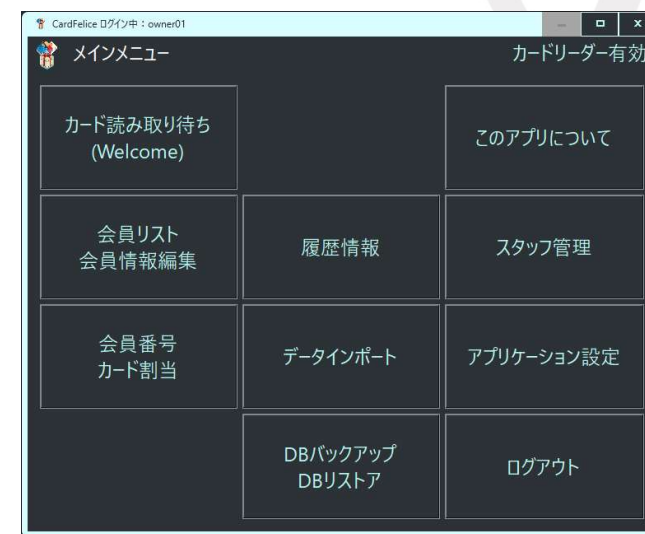 CardFelice ログイン中：owner01
メインメニュー
カードリーダー有効
カード読み取り待ち
(Welcome)
このアプリについて
会員リスト
会員情報編集
履歴情報
スタッフ管理
会員番号
カード割当
データインポート
アプリケーション設定
DBバックアップ
DBリストア
ログアウト